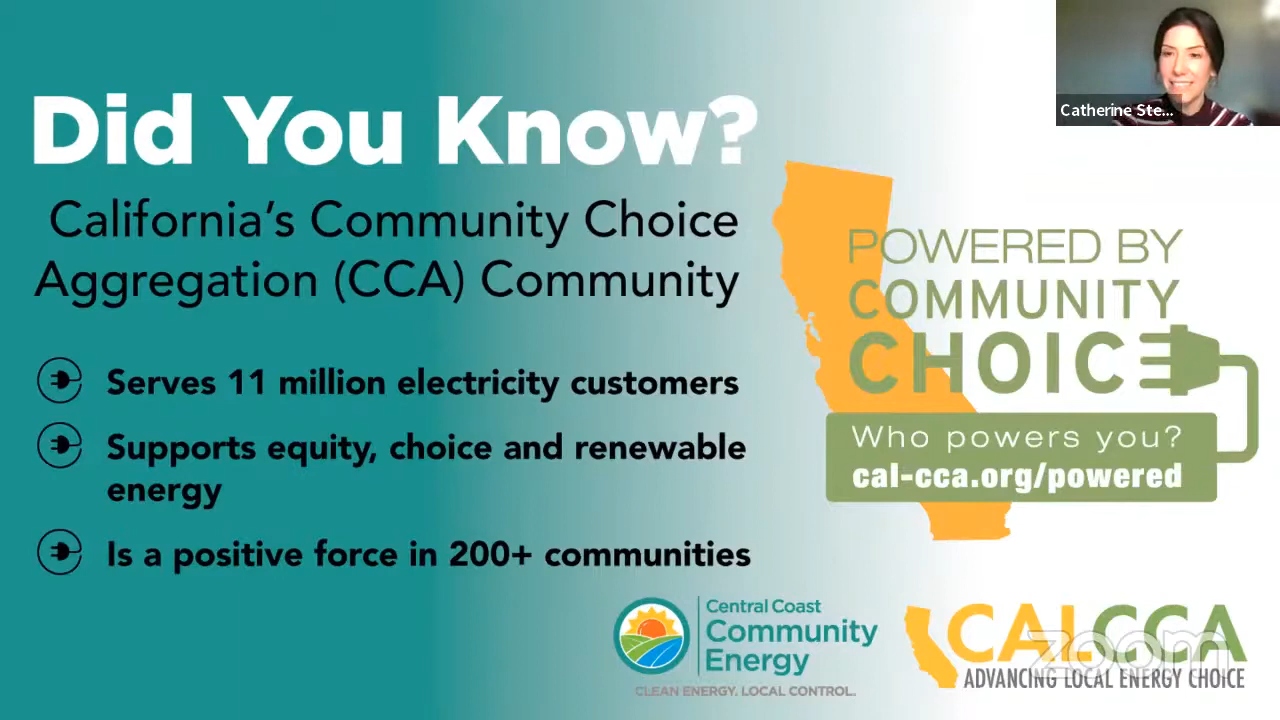 Did You Know?
California's Community Choice
Aggregation (CCA) Community
Serves 11 million electricity customers
Supports equity, choice and renewable
energy
Is a positive force in 200+ communities
Catherine Ste...
POWERED BY
COMMUNITY
CHOICE
Who powers you?
cal-cca.org/powered
Central Coast
Community
Energy
CLEAN ENERGY. LOCAL CONTROL.
CALCCA
ADVANCING LOCAL ENERGY CHOICE
zoom